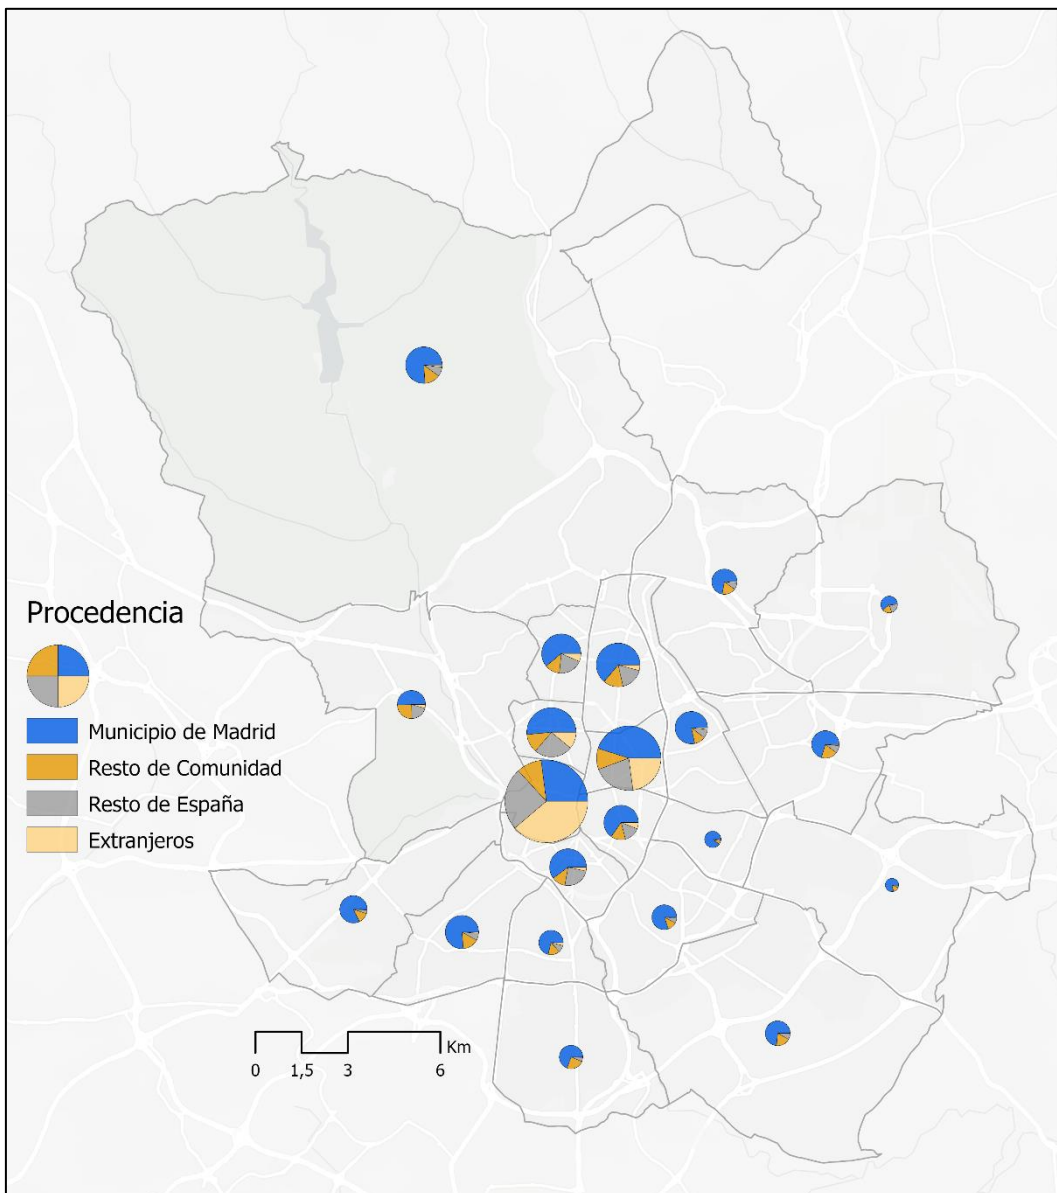 Procedencia
Municipio de Madrid
Resto de Comunidad
Resto de España
Extranjeros
Km
0 1,5 3 6